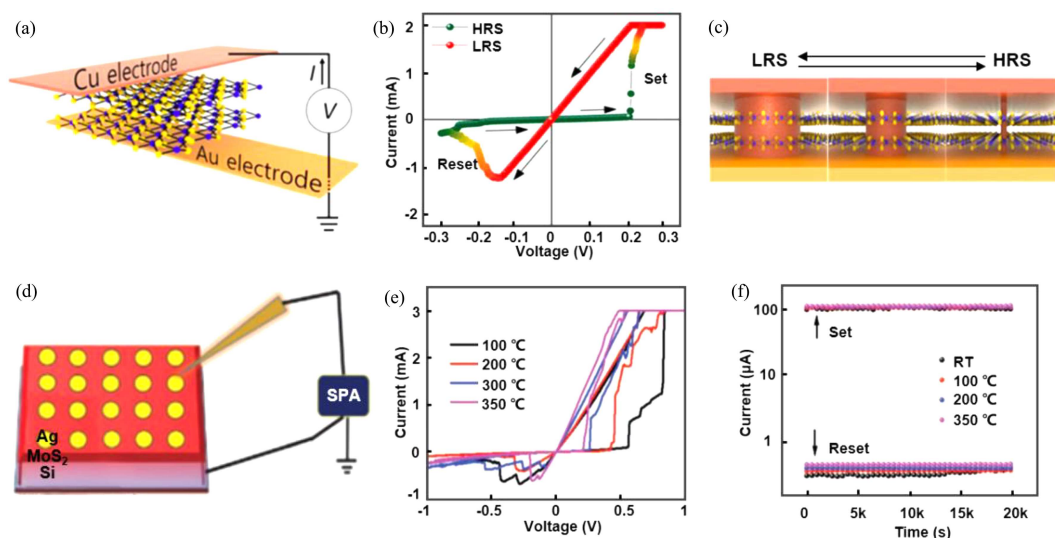 (a)
Cu electrode
I
V
Au electrode
(b)
HRS
LRS
Set
Reset
Current (mA)
2
1
0
-1
-2
-0.3
-0.2
-0.1
0
0.1
0.2
0.3
Voltage (V)
(c)
LRS
HRS
(d)
Ag
MoS₂
Si
SPA
(e)
100 ℃
200 ℃
300 ℃
350 ℃
Current (mA)
3
2
1
0
-1
-1
-0.5
0
0.5
1
Voltage (V)
(f)
Set
RT
100 ℃
200 ℃
350 ℃
Reset
Current (μA)
100
10
1
0
5k
10k
15k
20k
Time (s)